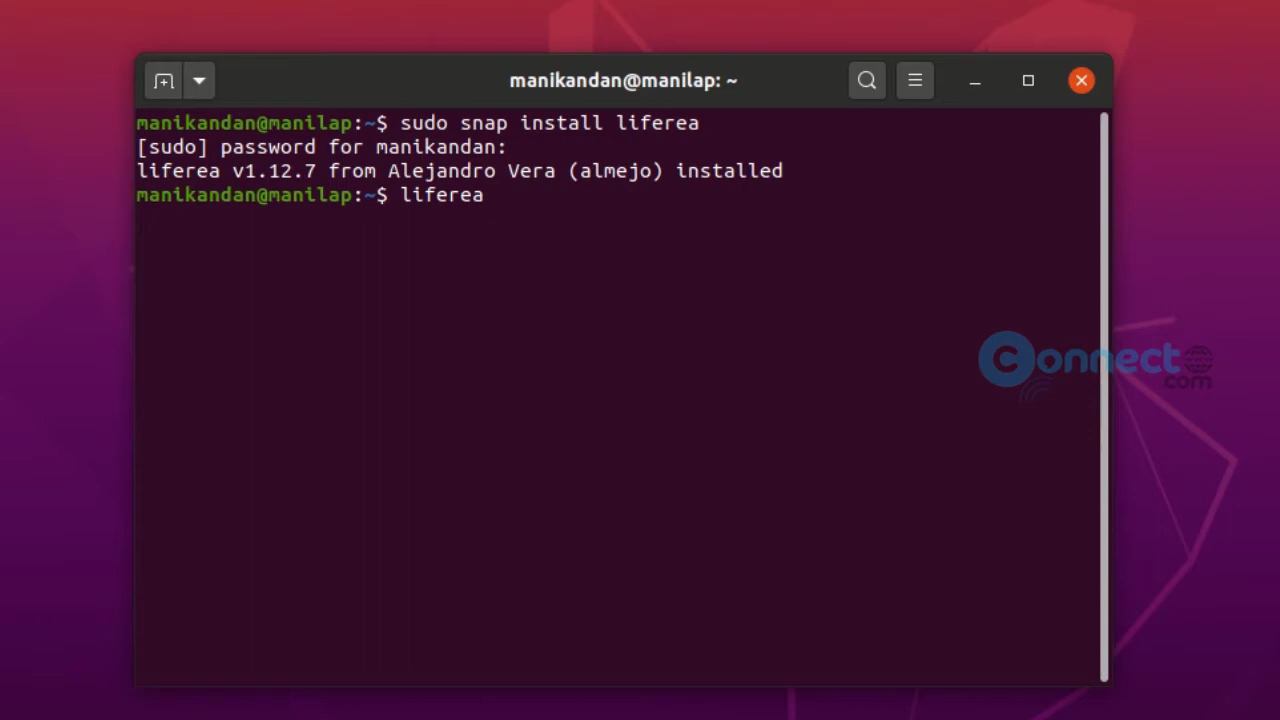 manikandan@manilap: ~
manikandan@manilap:~$ sudo snap install liferea
[sudo] password for manikandan:
liferea v1.12.7 from Alejandro Vera (almejo) installed
manikandan@manilap:~$ liferea
Connect
.com